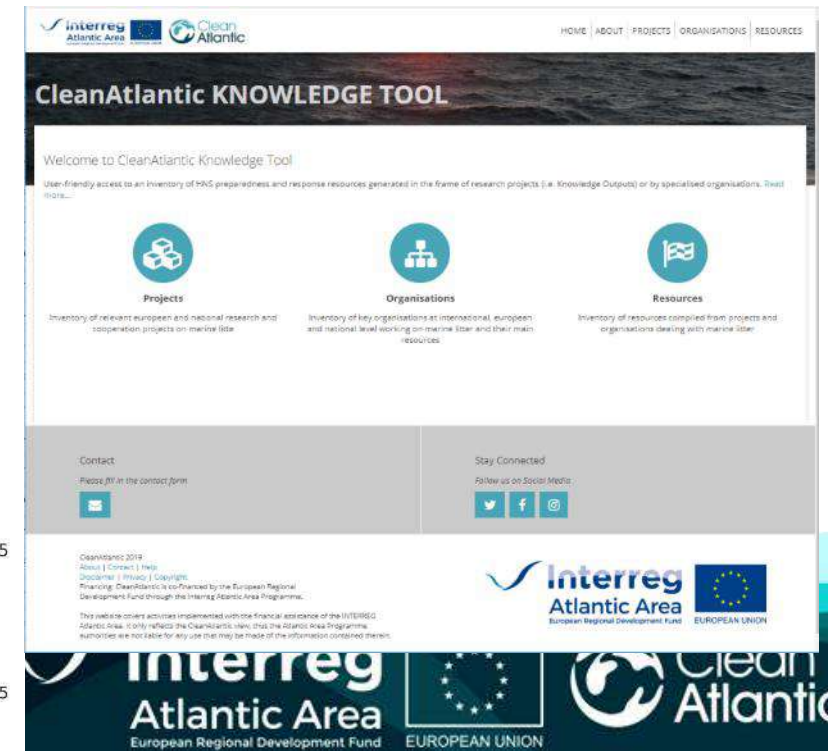 Interreg
Atlantic Area
Clean
Atlantic
HOME ABOUT PROJECTS ORGANISATIONS RESOURCES
CleanAtlantic KNOWLEDGE TOOL
Welcome to CleanAtlantic Knowledge Tool
User-friendly access to an inventory of HNS preparedness and response resources generated in the frame of research projects (i.e. Knowledge Outputs) or by specialised organisations. Read
more...
Projects
Organisations
Resources
Inventory of relevant european and national research and
cooperation projects on marine litte
Inventory of key organisations at international, european
and national level working on marine litter and their main
resources
Inventory of resources compiled from projects and
organisations dealing with marine litter
Contact
Please fill in the contact form
Stay Connected
Follow us on Social Media
5
CleanAtlantic 2019
About | Contact | Help
Disclaimer | Privacy | Copyright
Financing: CleanAtlantic is co-financed by the European Regional
Development Fund through the Interreg Atlantic Area Programme.
This website covers activities implemented with the financial assistance of the INTERREG
Atlantic Area. It only reflects the CleanAtlantic view, thus the Atlantic Area Programme
authorities are not liable for any use that may be made of the information contained therein.
Interreg
Atlantic Area
European Regional Development Fund
EUROPEAN UNION
5
Interreg
Atlantic Area
European Regional Development Fund
EUROPEAN UNION
Clean
Atlantic